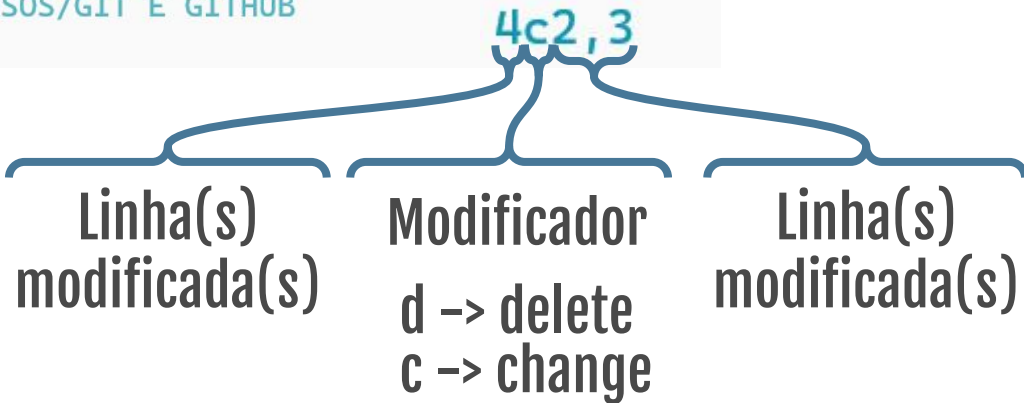 SOS/GIT E GITHUB
4c2,3
Linha(s)
modificada(s)
Modificador
d -> delete
c -> change
Linha(s)
modificada(s)